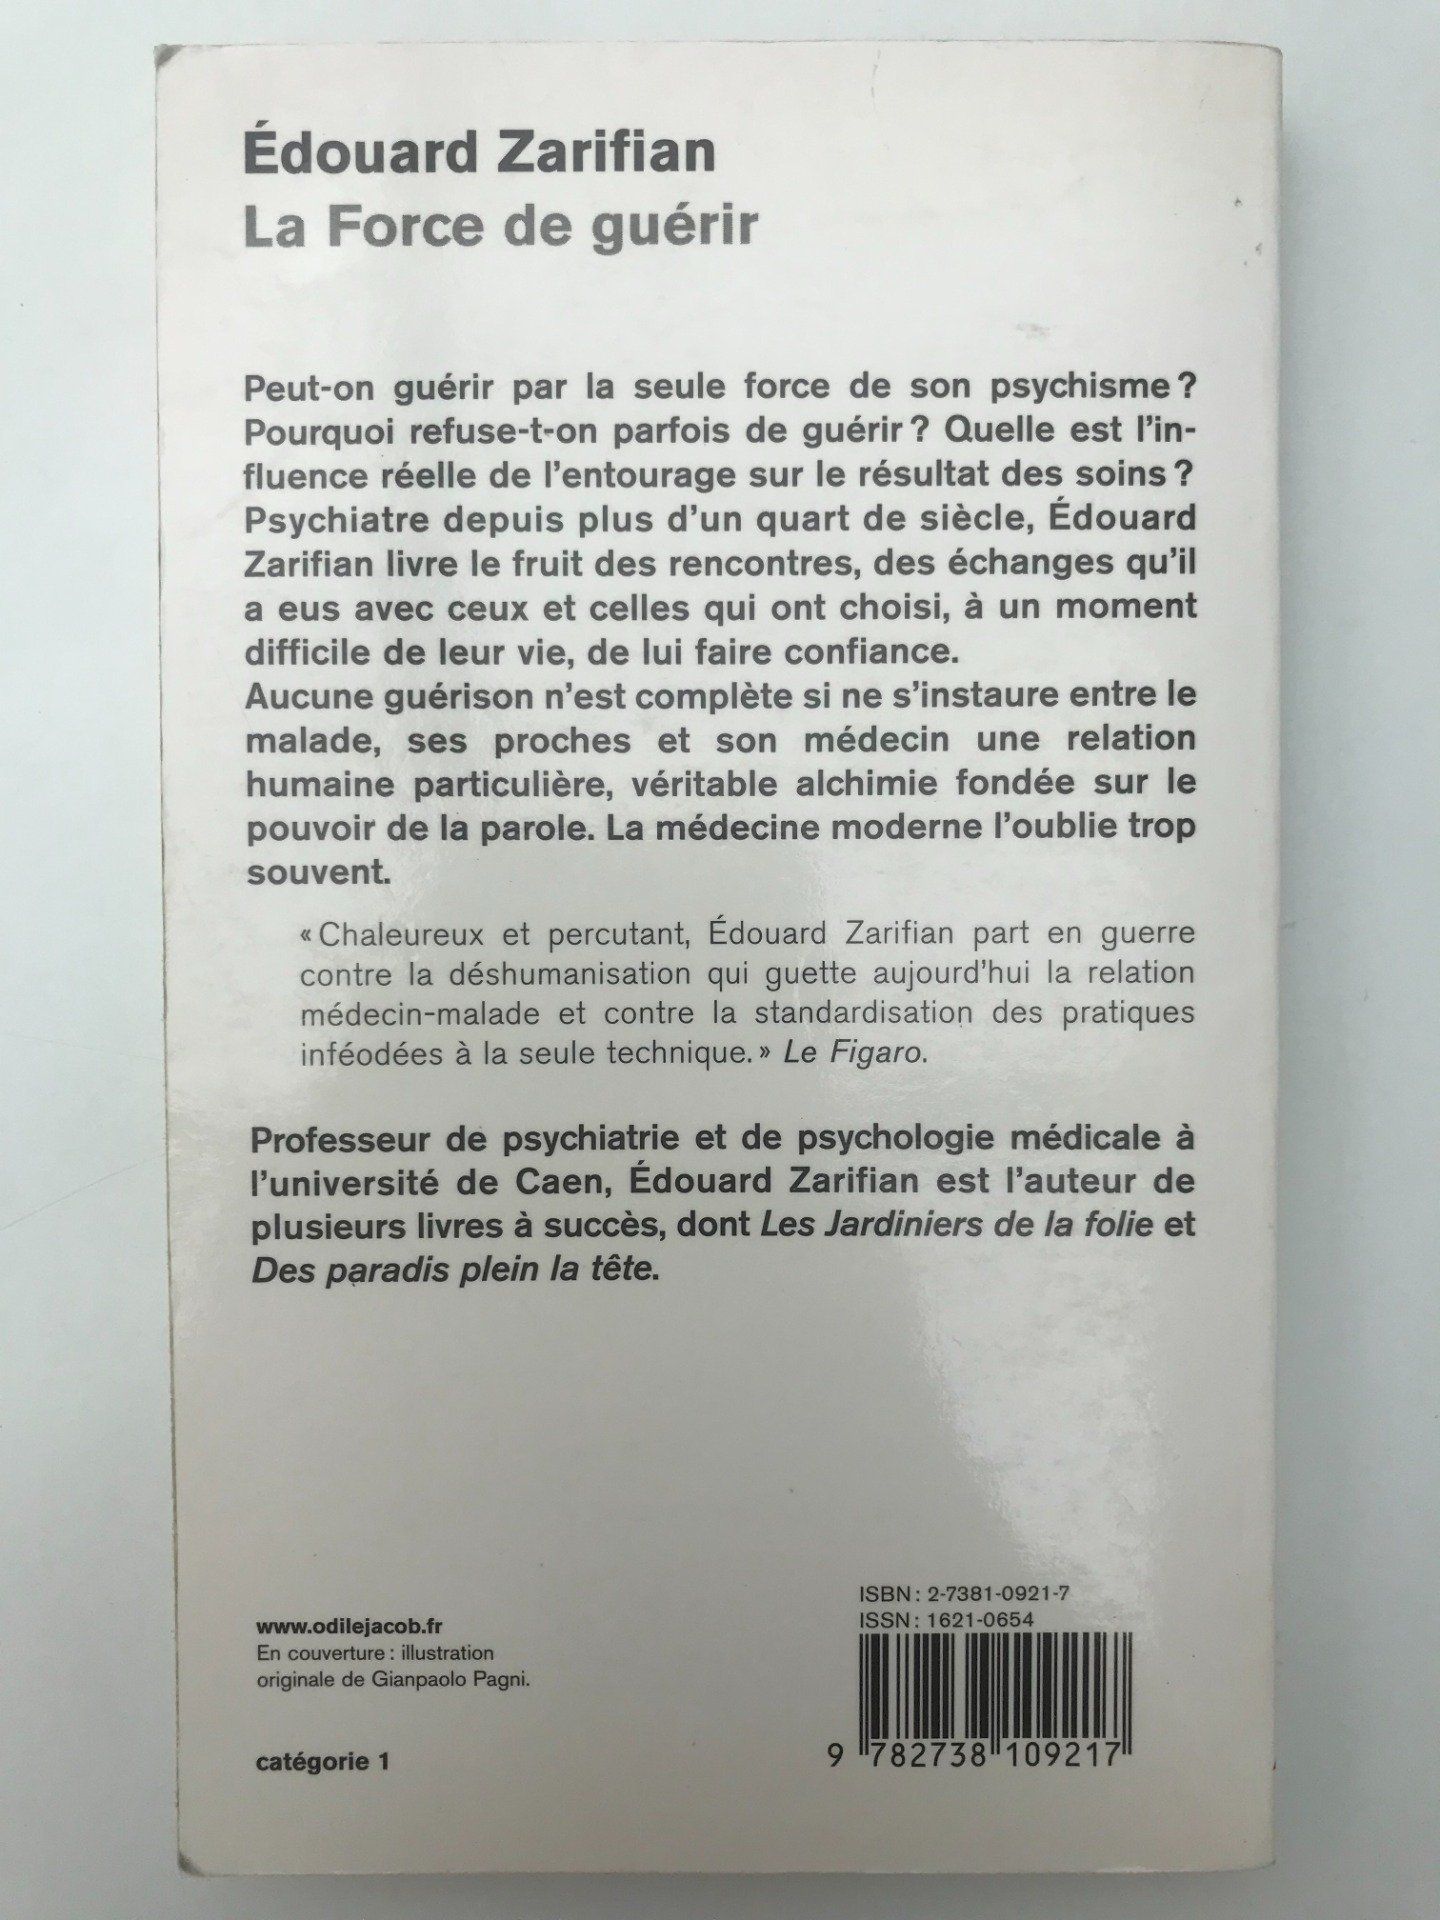 Édouard Zarifian
La Force de guérir
Peut-on guérir par la seule force de son psychisme ?
Pourquoi refuse-t-on parfois de guérir ? Quelle est l'in-
fluence réelle de l'entourage sur le résultat des soins ?
Psychiatre depuis plus d'un quart de siècle, Édouard
Zarifian livre le fruit des rencontres, des échanges qu'il
a eus avec ceux et celles qui ont choisi, à un moment
difficile de leur vie, de lui faire confiance.
Aucune guérison n'est complète si ne s'instaure entre le
malade, ses proches et son médecin une relation
humaine particulière, véritable alchimie fondée sur le
pouvoir de la parole. La médecine moderne l'oublie trop
souvent.
« Chaleureux et percutant, Édouard Zarifian part en guerre
contre la déshumanisation qui guette aujourd'hui la relation
médecin-malade et contre la standardisation des pratiques
inféodées à la seule technique. » Le Figaro.
Professeur de psychiatrie et de psychologie médicale à
l'université de Caen, Édouard Zarifian est l'auteur de
plusieurs livres à succès, dont Les Jardiniers de la folie et
Des paradis plein la tête.
www.odilejacob.fr
En couverture : illustration
originale de Gianpaolo Pagni.
catégorie 1
ISBN : 2-7381-0921-7
ISSN : 1621-0654
9 782738 109217